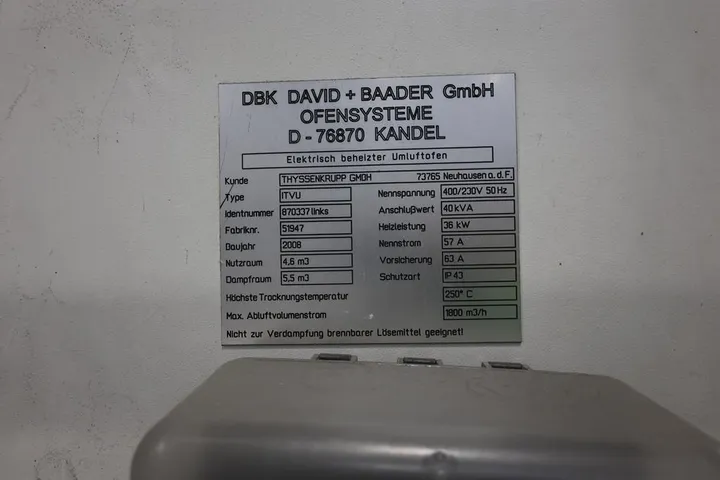 DBK DAVID + BAADER GmbH
OFENSYSTEME
D - 76870 KANDEL
Elektrisch beheizter Umluftofen
Kunde THYSSENKRUPP GMBH 73765 Neuhausen a. d. F.
Type ITVU Nennspannung 400/230V 50 Hz
Identnummer 870337 links Anschlußwert 40 kVA
Fabriknr. 51947 Heizleistung 36 kW
Baujahr 2008 Nennstrom 57 A
Nutzraum 4,6 m3 Vorsicherung 63 A
Dampfraum 5,5 m3 Schutzart IP 43
Höchste Trocknungstemperatur 250° C
Max. Abluftvolumenstrom 1800 m3/h
Nicht zur Verdampfung brennbarer Lösemittel geeignet!